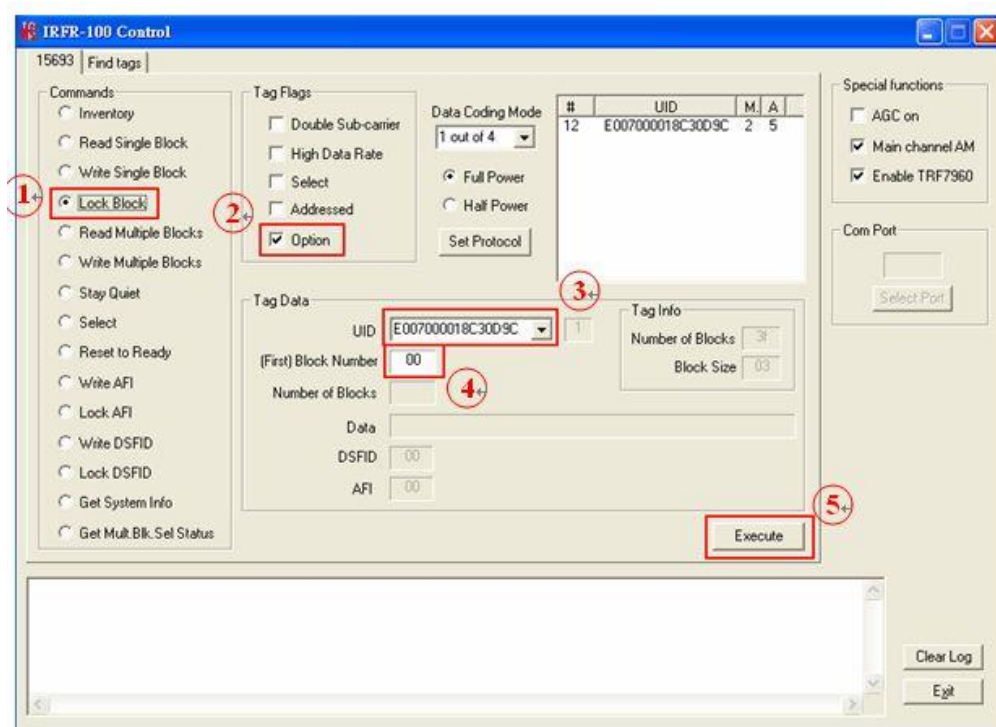 IRFR-100 Control
15693 Find tags
Commands
Inventory
Read Single Block
Write Single Block
1 Lock Block
Read Multiple Blocks
Write Multiple Blocks
Stay Quiet
Select
Reset to Ready
Write AFI
Lock AFI
Write DSFID
Lock DSFID
Get System Info
Get Mult.Blk.Sel Status
Tag Flags
Double Sub-carrier
High Data Rate
Select
Addressed
2 Option
Data Coding Mode
1 out of 4
Full Power
Half Power
Set Protocol
# UID M. A
12 E007000018C30D9C 2 5
Special functions
AGC on
Main channel AM
Enable TRF7960
Com Port
Select Port
Tag Data
3
UID E007000018C30D9C 1
(First) Block Number 00
4
Number of Blocks
Data
DSFID 00
AFI 00
Tag Info
Number of Blocks 3f
Block Size 03
5
Execute
Clear Log
Exit